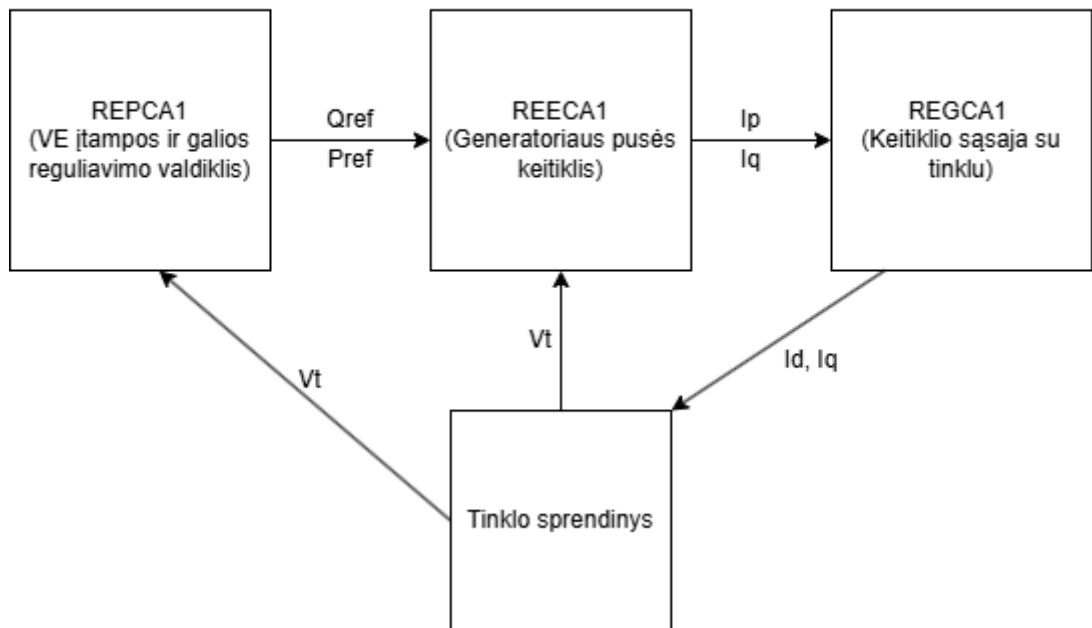 REPCA1
(VE įtampos ir galios
reguliavimo valdiklis)
Qref
Pref
REECA1
(Generatoriaus pusės
keitiklis)
Ip
Iq
REGCA1
(Keitiklio sąsaja su
tinklu)
Vt
Vt
Id, Iq
Tinklo sprendinys